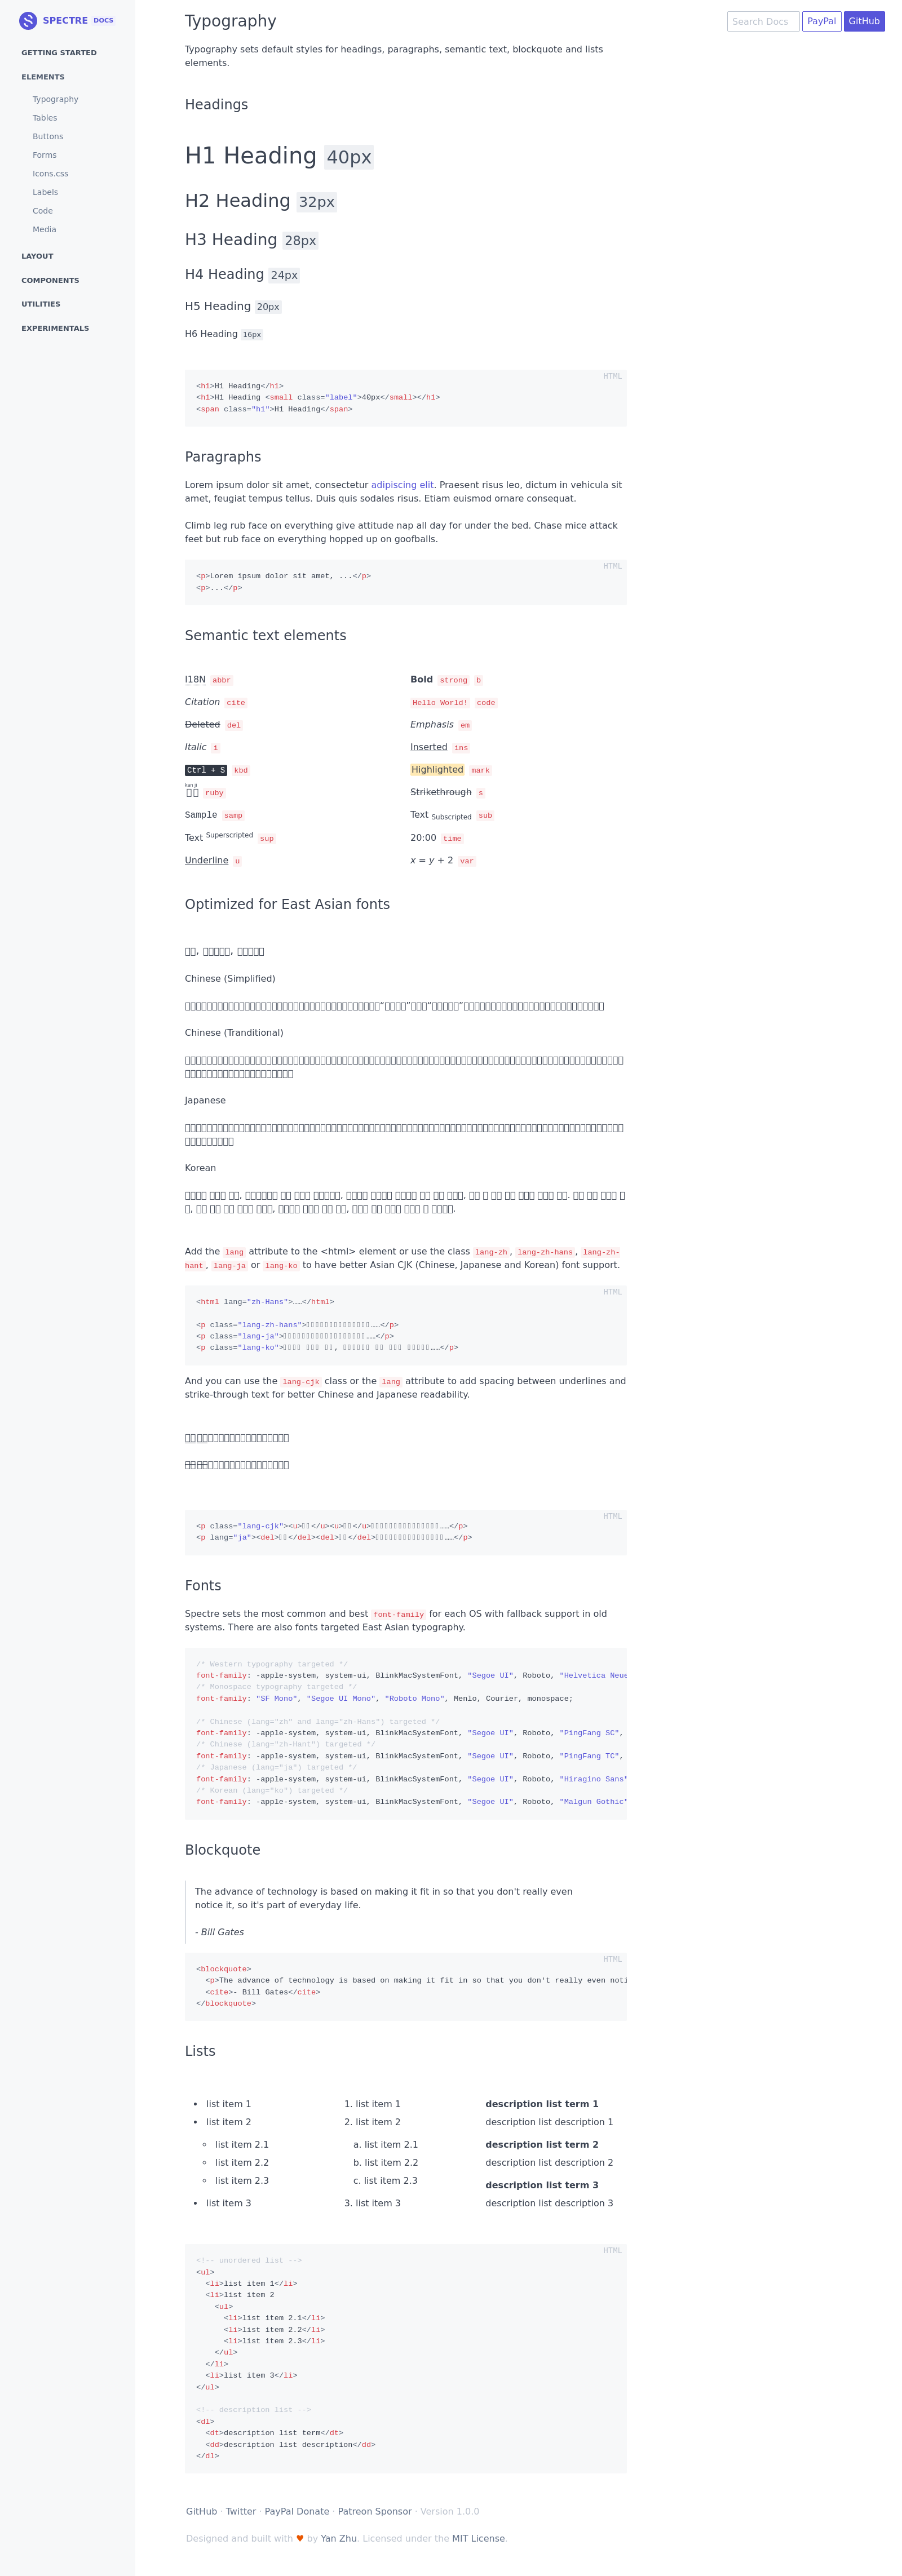 SPECTRE DOCS
GETTING STARTED
ELEMENTS
Typography
Tables
Buttons
Forms
Icons.css
Labels
Code
Media
LAYOUT
COMPONENTS
UTILITIES
EXPERIMENTALS
Typography
Search Docs PayPal GitHub
Typography sets default styles for headings, paragraphs, semantic text, blockquote and lists
elements.
Headings
H1 Heading 40px
H2 Heading 32px
H3 Heading 28px
H4 Heading 24px
H5 Heading 20px
H6 Heading 16px
HTML
<h1>H1 Heading</h1>
<h1>H1 Heading <small class="label">40px</small></h1>
<span class="h1">H1 Heading</span>
Paragraphs
Lorem ipsum dolor sit amet, consectetur adipiscing elit. Praesent risus leo, dictum in vehicula sit
amet, feugiat tempus tellus. Duis quis sodales risus. Etiam euismod ornare consequat.
Climb leg rub face on everything give attitude nap all day for under the bed. Chase mice attack
feet but rub face on everything hopped up on goofballs.
HTML
<p>Lorem ipsum dolor sit amet, ...</p>
<p>...</p>
Semantic text elements
I18N abbr
Citation cite
Deleted del
Italic i
Ctrl + S kbd
kan ji
ruby
Sample samp
Text Superscripted sup
Underline u
Bold strong b
Hello World! code
Emphasis em
Inserted ins
Highlighted mark
Strikethrough s
Text Subscripted sub
20:00 time
x = y + 2 var
Optimized for East Asian fonts
Chinese (Simplified)
Chinese (Tranditional)
Japanese
Korean
Add the lang attribute to the <html> element or use the class lang-zh, lang-zh-hans, lang-zh-
hant, lang-ja or lang-ko to have better Asian CJK (Chinese, Japanese and Korean) font support.
HTML
<html lang="zh-Hans">……</html>
<p class="lang-zh-hans">……</p>
<p class="lang-ja">……</p>
<p class="lang-ko">……</p>
And you can use the lang-cjk class or the lang attribute to add spacing between underlines and
strike-through text for better Chinese and Japanese readability.
HTML
<p class="lang-cjk"><u></u><u></u>……</p>
<p lang="ja"><del></del><del></del>……</p>
Fonts
Spectre sets the most common and best font-family for each OS with fallback support in old
systems. There are also fonts targeted East Asian typography.
/* Western typography targeted */
font-family: -apple-system, system-ui, BlinkMacSystemFont, "Segoe UI", Roboto, "Helvetica Neue
/* Monospace typography targeted */
font-family: "SF Mono", "Segoe UI Mono", "Roboto Mono", Menlo, Courier, monospace;
/* Chinese (lang="zh" and lang="zh-Hans") targeted */
font-family: -apple-system, system-ui, BlinkMacSystemFont, "Segoe UI", Roboto, "PingFang SC",
/* Chinese (lang="zh-Hant") targeted */
font-family: -apple-system, system-ui, BlinkMacSystemFont, "Segoe UI", Roboto, "PingFang TC",
/* Japanese (lang="ja") targeted */
font-family: -apple-system, system-ui, BlinkMacSystemFont, "Segoe UI", Roboto, "Hiragino Sans"
/* Korean (lang="ko") targeted */
font-family: -apple-system, system-ui, BlinkMacSystemFont, "Segoe UI", Roboto, "Malgun Gothic"
Blockquote
The advance of technology is based on making it fit in so that you don't really even
notice it, so it's part of everyday life.
- Bill Gates
HTML
<blockquote>
<p>The advance of technology is based on making it fit in so that you don't really even noti
<cite>- Bill Gates</cite>
</blockquote>
Lists
• list item 1
• list item 2
◦ list item 2.1
◦ list item 2.2
◦ list item 2.3
• list item 3
1. list item 1
2. list item 2
a. list item 2.1
b. list item 2.2
c. list item 2.3
3. list item 3
description list term 1
description list description 1
description list term 2
description list description 2
description list term 3
description list description 3
HTML
<!-- unordered list -->
<ul>
<li>list item 1</li>
<li>list item 2
<ul>
<li>list item 2.1</li>
<li>list item 2.2</li>
<li>list item 2.3</li>
</ul>
</li>
<li>list item 3</li>
</ul>
<!-- description list -->
<dl>
<dt>description list term</dt>
<dd>description list description</dd>
</dl>
GitHub · Twitter · PayPal Donate · Patreon Sponsor · Version 1.0.0
Designed and built with ♥ by Yan Zhu. Licensed under the MIT License.